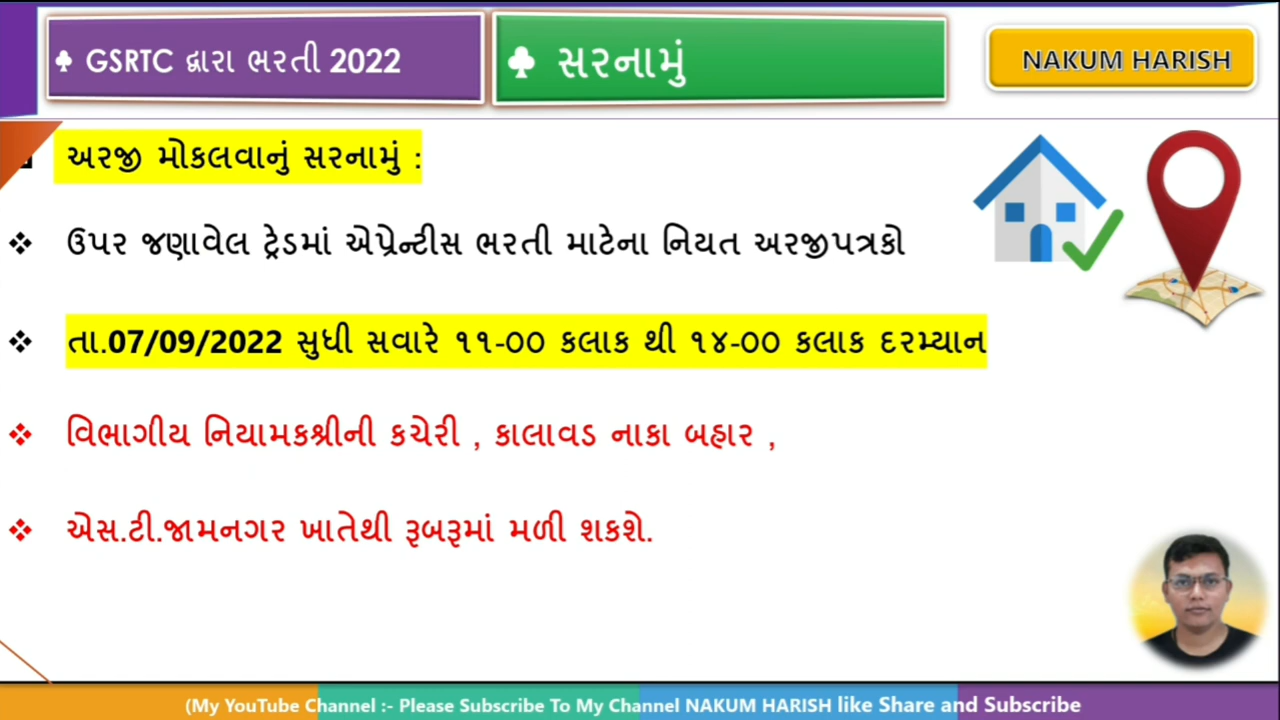 ♣ GSRTC દ્વારા ભરતી 2022
♣ સરનામું
NAKUM HARISH
અરજી મોકલવાનું સરનામું :
❖ ઉપર જણાવેલ ટ્રેડમાં એપ્રેન્ટીસ ભરતી માટેના નિયત અરજીપત્રકો
❖ તા.07/09/2022 સુધી સવારે ૧૧-૦૦ કલાક થી ૧૪-૦૦ કલાક દરમ્યાન
❖ વિભાગીય નિયામકશ્રીની કચેરી , કાલાવડ નાકા બહાર ,
❖ એસ.ટી.જામનગર ખાતેથી રૂબરૂમાં મળી શકશે.
(My YouTube Channel :- Please Subscribe To My Channel NAKUM HARISH like Share and Subscribe